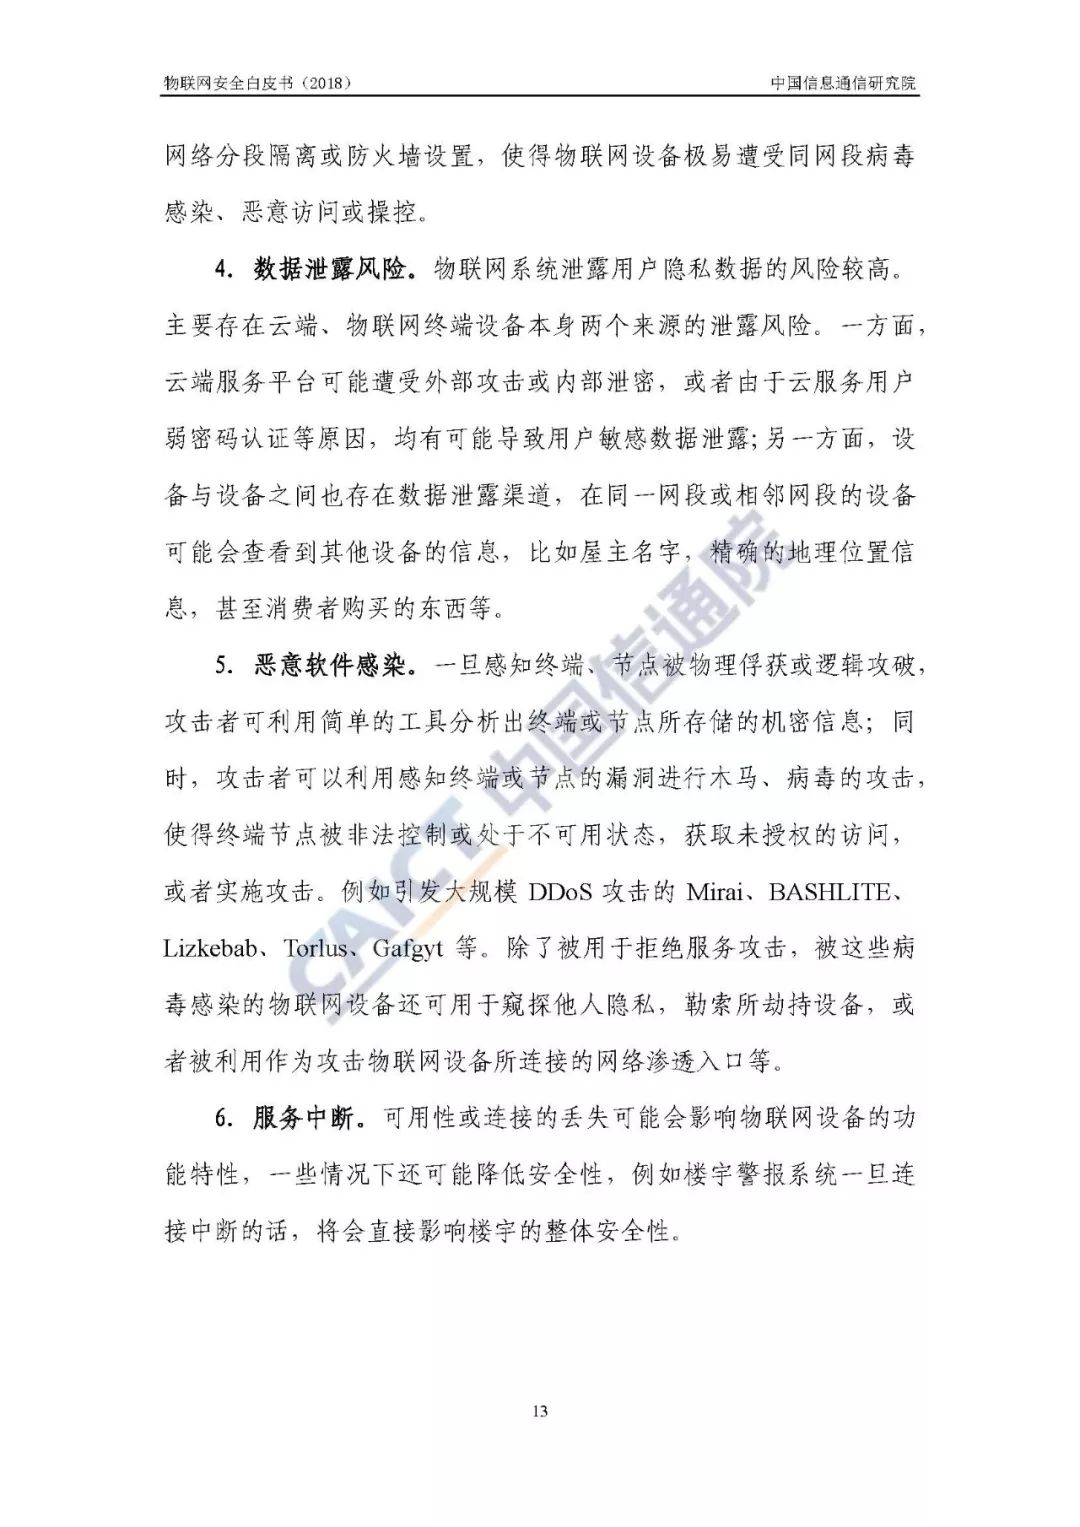 物联网安全白皮书（2018）
中国信息通信研究院
网络分段隔离或防火墙设置，使得物联网设备极易遭受同网段病毒
感染、恶意访问或操控。
4．数据泄露风险。物联网系统泄露用户隐私数据的风险较高。
主要存在云端、物联网终端设备本身两个来源的泄露风险。一方面，
云端服务平台可能遭受外部攻击或内部泄密，或者由于云服务用户
弱密码认证等原因，均有可能导致用户敏感数据泄露；另一方面，设
备与设备之间也存在数据泄露渠道，在同一网段或相邻网段的设备
可能会查看到其他设备的信息，比如屋主名字，精确的地理位置信
息，甚至消费者购买的东西等。
5．恶意软件感染。一旦感知终端、节点被物理俘获或逻辑攻破，
攻击者可利用简单的工具分析出终端或节点所存储的机密信息；同
时，攻击者可以利用感知终端或节点的漏洞进行木马、病毒的攻击，
使得终端节点被非法控制或处于不可用状态，获取未授权的访问，
或者实施攻击。例如引发大规模 DDoS 攻击的 Mirai、BASHLITE、
Lizkebab、Torlus、Gafgyt 等。除了被用于拒绝服务攻击，被这些病
毒感染的物联网设备还可用于窥探他人隐私，勒索所劫持设备，或
者被利用作为攻击物联网设备所连接的网络渗透入口等。
6．服务中断。可用性或连接的丢失可能会影响物联网设备的功
能特性，一些情况下还可能降低安全性，例如楼宇警报系统一旦连
接中断的话，将会直接影响楼宇的整体安全性。
CAICT 中国信通院
13